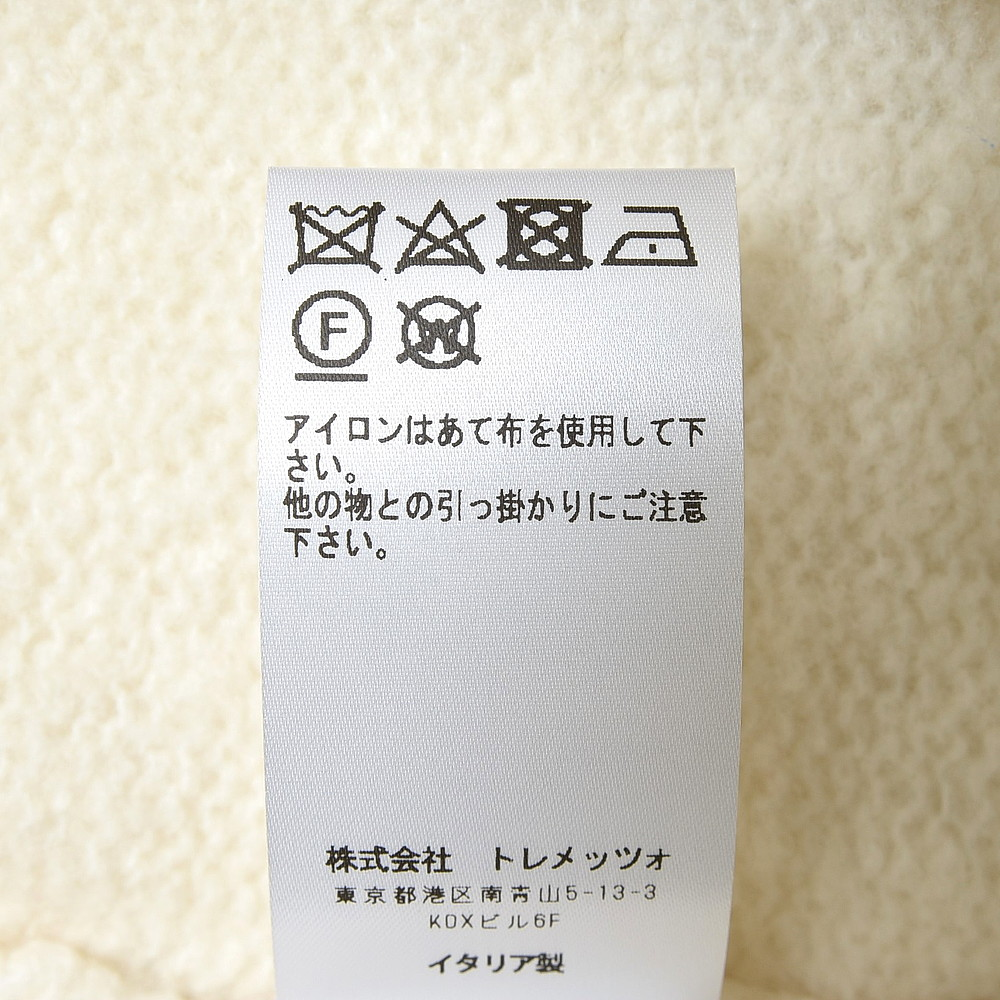 F
W
アイロンはあて布を使用して下
さい。
他の物との引っ掛かりにご注意
下さい。
株式会社　トレメッツォ
東京都港区南青山5-13-3
KOXビル6F
イタリア製